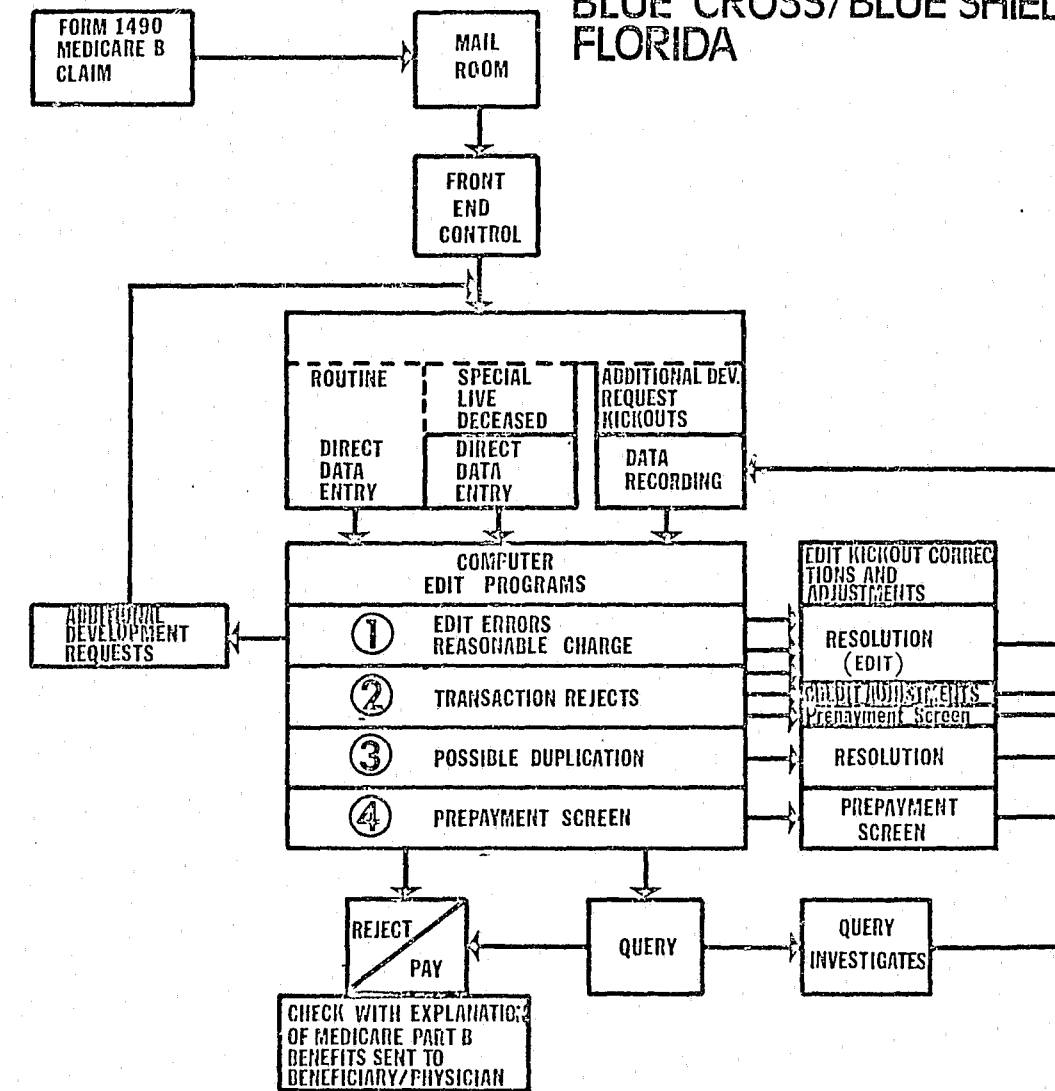 BLUE CROSS/BLUE SHIEL
FLORIDA
FORM 1490
MEDICARE B
CLAIM
MAIL
ROOM
FRONT
END
CONTROL
ROUTINE
DIRECT
DATA
ENTRY
SPECIAL
LIVE
DECEASED
DIRECT
DATA
ENTRY
ADDITIONAL DEV.
REQUEST
KICKOUTS
DATA
RECORDING
COMPUTER
EDIT PROGRAMS
1 EDIT ERRORS
REASONABLE CHARGE
2 TRANSACTION REJECTS
3 POSSIBLE DUPLICATION
4 PREPAYMENT SCREEN
ADDITIONAL
DEVELOPMENT
REQUESTS
EDIT KICKOUT CORREC
TIONS AND
ADJUSTMENTS
RESOLUTION
(EDIT)
CREDIT ADJUSTMENTS
Prepayment Screen
RESOLUTION
PREPAYMENT
SCREEN
REJECT
PAY
QUERY
QUERY
INVESTIGATES
CHECK WITH EXPLANATION
OF MEDICARE PART B
BENEFITS SENT TO
BENEFICIARY/PHYSICIAN